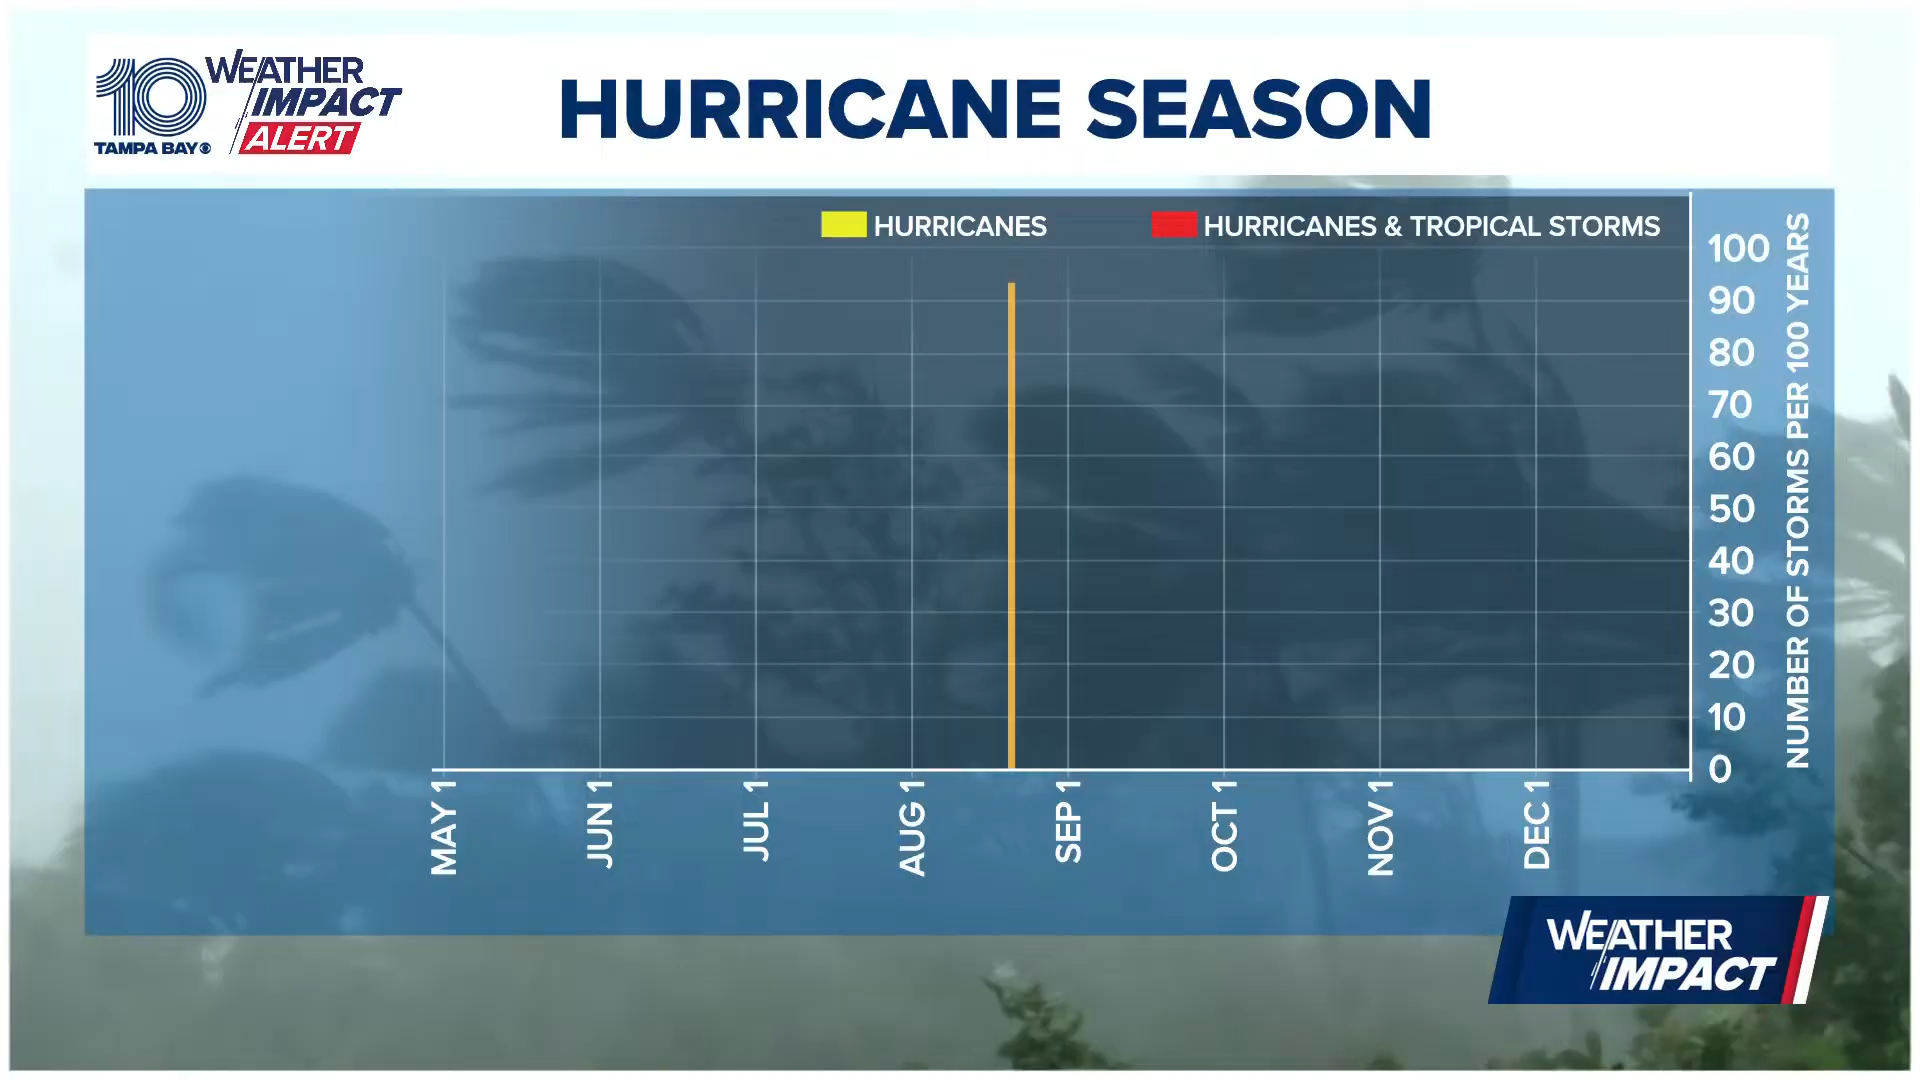 10
TAMPA BAY
WEATHER
IMPACT
ALERT
HURRICANE SEASON
HURRICANES
HURRICANES & TROPICAL STORMS
100
90
80
70
60
50
40
30
20
10
0
NUMBER OF STORMS PER 100 YEARS
MAY 1
JUN 1
JUL 1
AUG 1
SEP 1
OCT 1
NOV 1
DEC 1
WEATHER
IMPACT